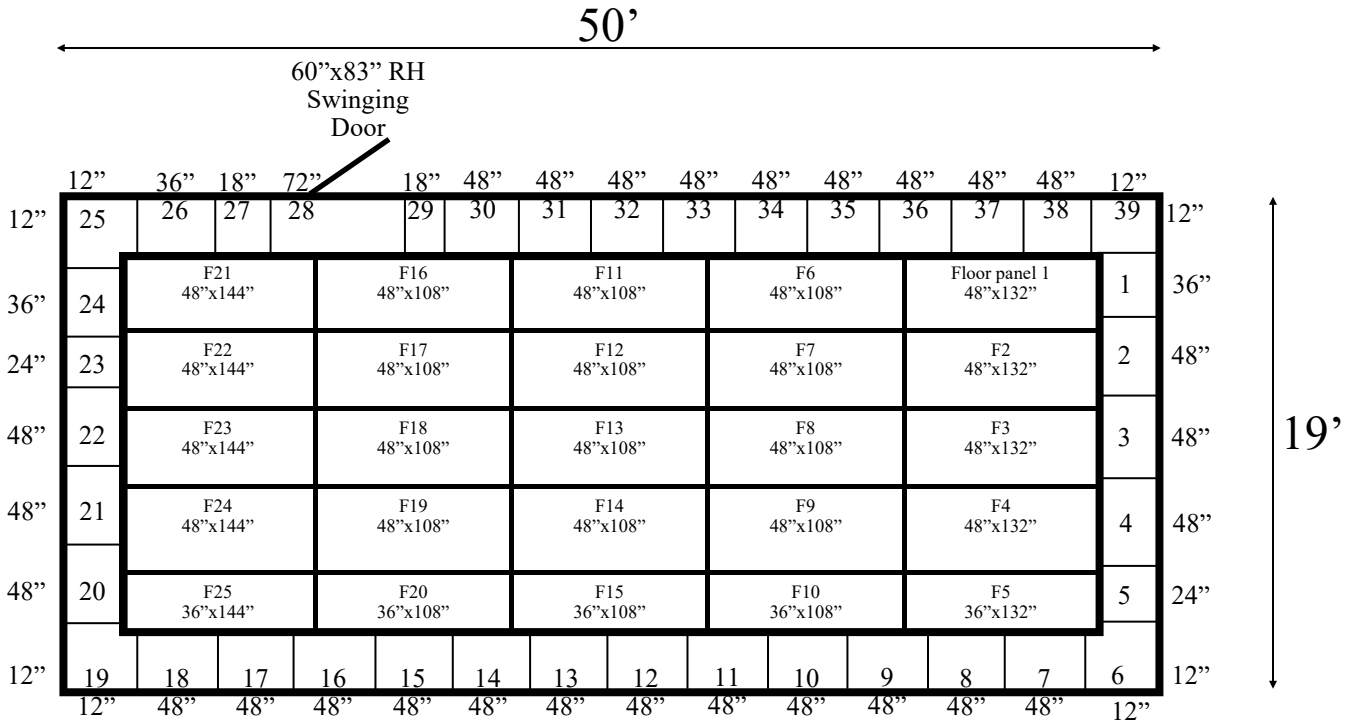 50’
60”x83” RH
Swinging
Door
12” 36” 18” 72” 18” 48” 48” 48” 48” 48” 48” 48” 48” 48” 12”
12” 25 26 27 28 29 30 31 32 33 34 35 36 37 38 39 12”
F21 F16 F11 F6 Floor panel 1
48”x144” 48”x108” 48”x108” 48”x108” 48”x132”
36” 24 1 36”
F22 F17 F12 F7 F2
48”x144” 48”x108” 48”x108” 48”x108” 48”x132”
24” 23 2 48”
F23 F18 F13 F8 F3
48”x144” 48”x108” 48”x108” 48”x108” 48”x132”
48” 22 3 48”
19’
F24 F19 F14 F9 F4
48”x144” 48”x108” 48”x108” 48”x108” 48”x132”
48” 21 4 48”
F25 F20 F15 F10 F5
36”x144” 36”x108” 36”x108” 36”x108” 36”x132”
48” 20 5 24”
12” 19 18 17 16 15 14 13 12 11 10 9 8 7 6 12”
12” 48” 48” 48” 48” 48” 48” 48” 48” 48” 48” 48” 48” 12”